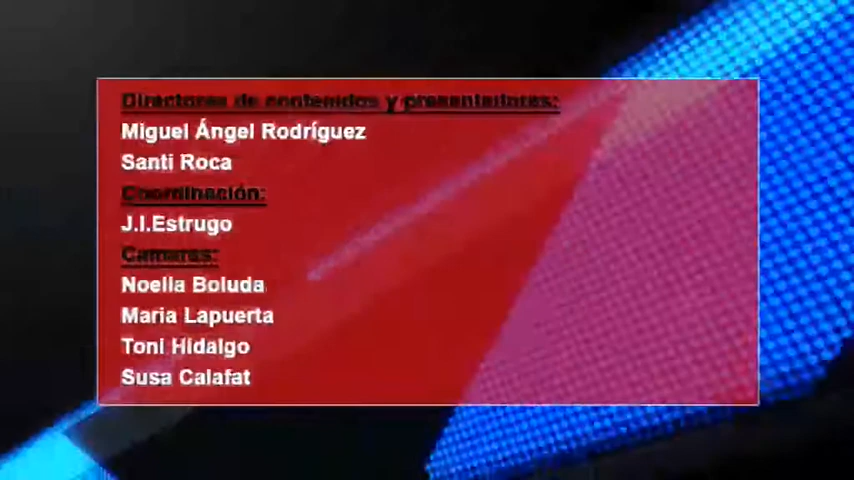 Directores de contenidos y presentadores:
Miguel Ángel Rodríguez
Santi Roca
Coordinación:
J.I.Estrugo
Camaras:
Noelia Boluda
Maria Lapuerta
Toni Hidalgo
Susa Calafat